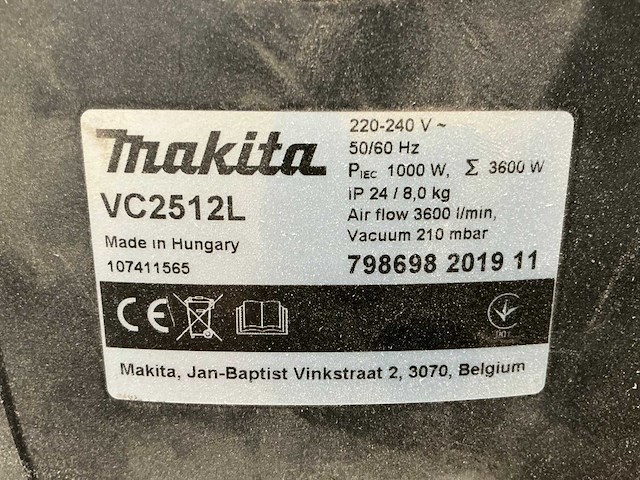 makita
VC2512L
Made in Hungary
107411565
220-240 V ~
50/60 Hz
PIEC 1000 W, Σ 3600 W
IP 24 / 8,0 kg
Air flow 3600 l/min,
Vacuum 210 mbar
798698 2019 11
CE
Makita, Jan-Baptist Vinkstraat 2, 3070, Belgium